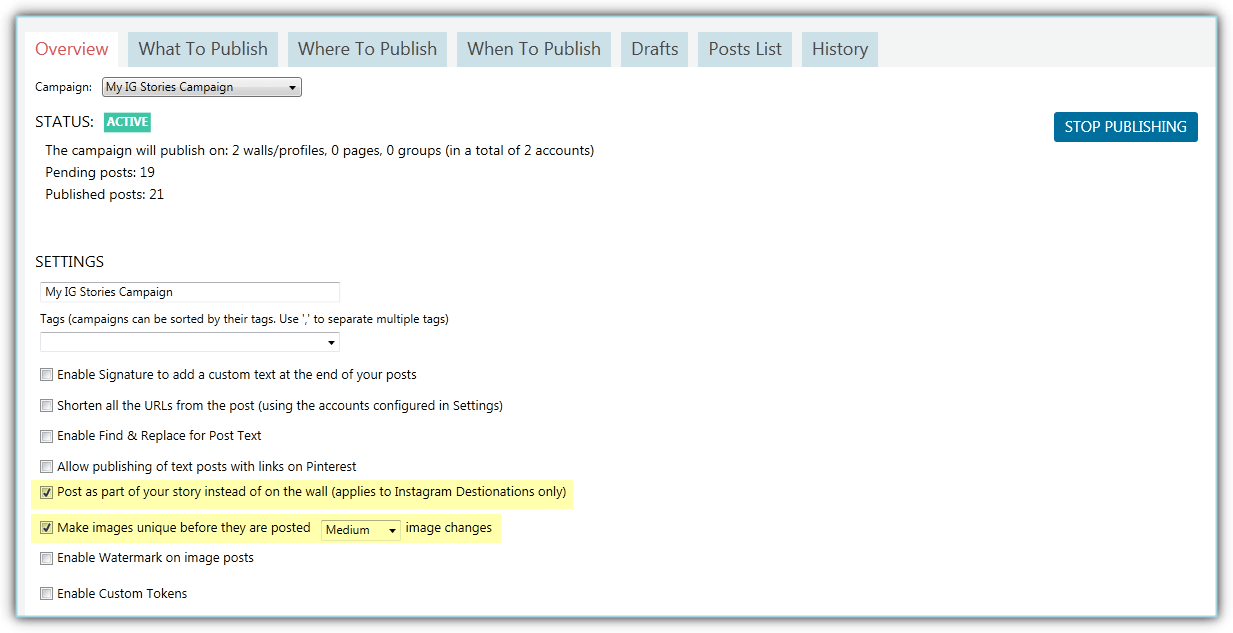 Overview What To Publish Where To Publish When To Publish Drafts Posts List History
Campaign: My IG Stories Campaign
STATUS: ACTIVE
STOP PUBLISHING
The campaign will publish on: 2 walls/profiles, 0 pages, 0 groups (in a total of 2 accounts)
Pending posts: 19
Published posts: 21
SETTINGS
My IG Stories Campaign
Tags (campaigns can be sorted by their tags. Use ',' to separate multiple tags)
Enable Signature to add a custom text at the end of your posts
Shorten all the URLs from the post (using the accounts configured in Settings)
Enable Find & Replace for Post Text
Allow publishing of text posts with links on Pinterest
Post as part of your story instead of on the wall (applies to Instagram Destionations only)
Make images unique before they are posted Medium image changes
Enable Watermark on image posts
Enable Custom Tokens